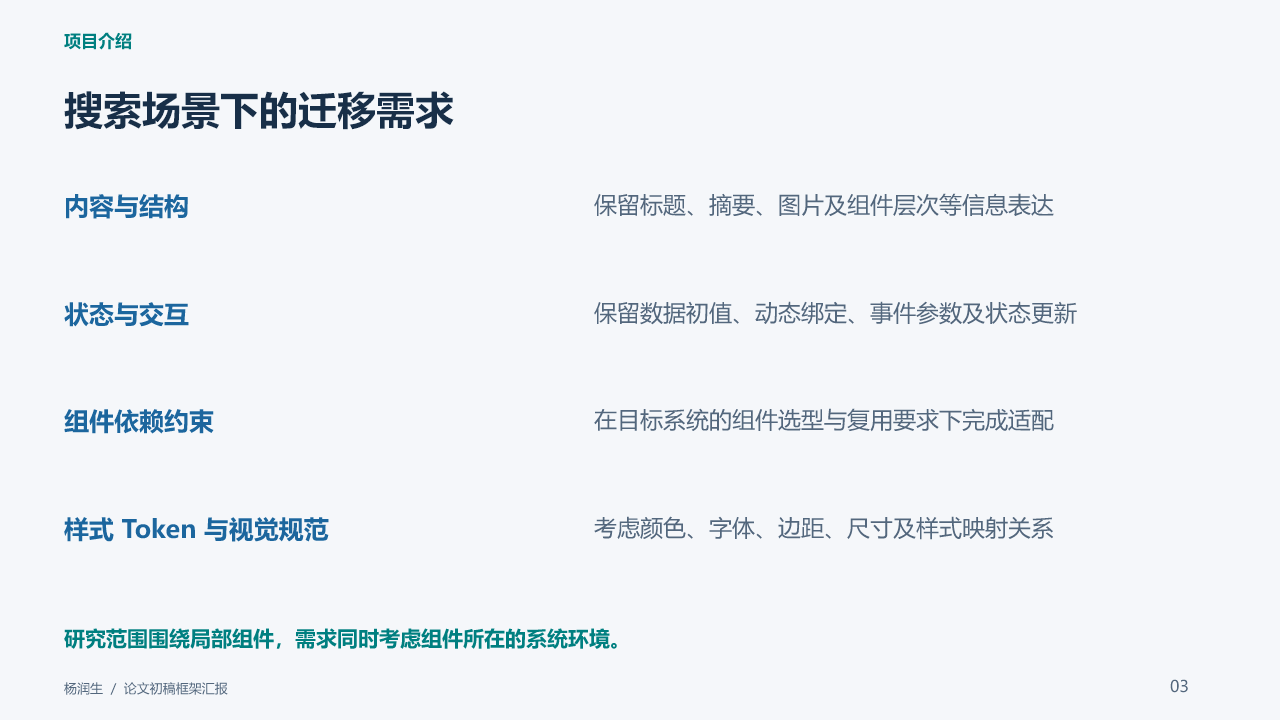 项目介绍
搜索场景下的迁移需求
内容与结构
保留标题、摘要、图片及组件层次等信息表达
状态与交互
保留数据初值、动态绑定、事件参数及状态更新
组件依赖约束
在目标系统的组件选型与复用要求下完成适配
样式 Token 与视觉规范
考虑颜色、字体、边距、尺寸及样式映射关系
研究范围围绕局部组件，需求同时考虑组件所在的系统环境。
杨润生 / 论文初稿框架汇报
03